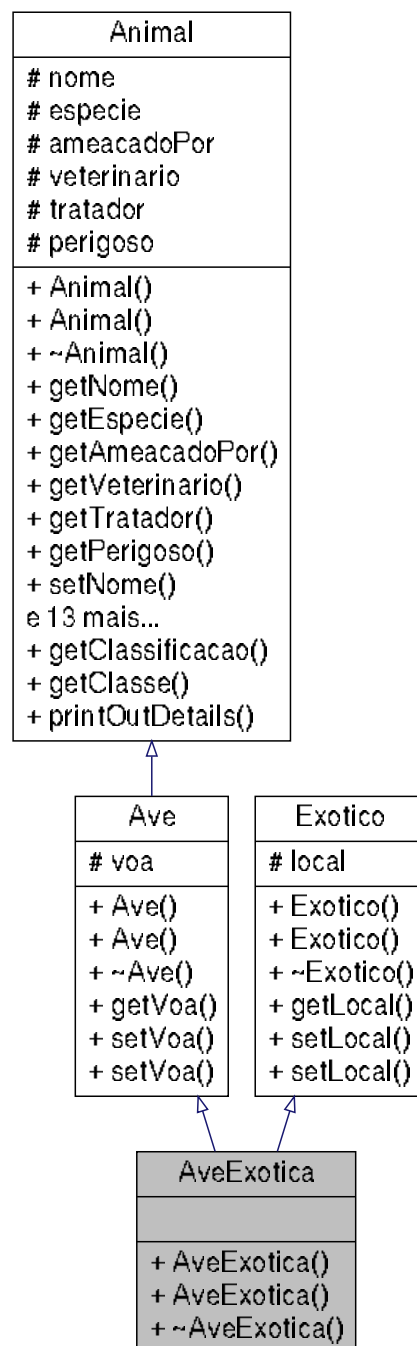 Animal
# nome
# especie
# ameacadoPor
# veterinario
# tratador
# perigoso
+ Animal()
+ Animal()
+ ~Animal()
+ getNome()
+ getEspecie()
+ getAmeacadoPor()
+ getVeterinario()
+ getTratador()
+ getPerigoso()
+ setNome()
e 13 mais...
+ getClassificacao()
+ getClasse()
+ printOutDetails()
Ave
# voa
+ Ave()
+ Ave()
+ ~Ave()
+ getVoa()
+ setVoa()
+ setVoa()
Exotico
# local
+ Exotico()
+ Exotico()
+ ~Exotico()
+ getLocal()
+ setLocal()
+ setLocal()
AveExotica
+ AveExotica()
+ AveExotica()
+ ~AveExotica()